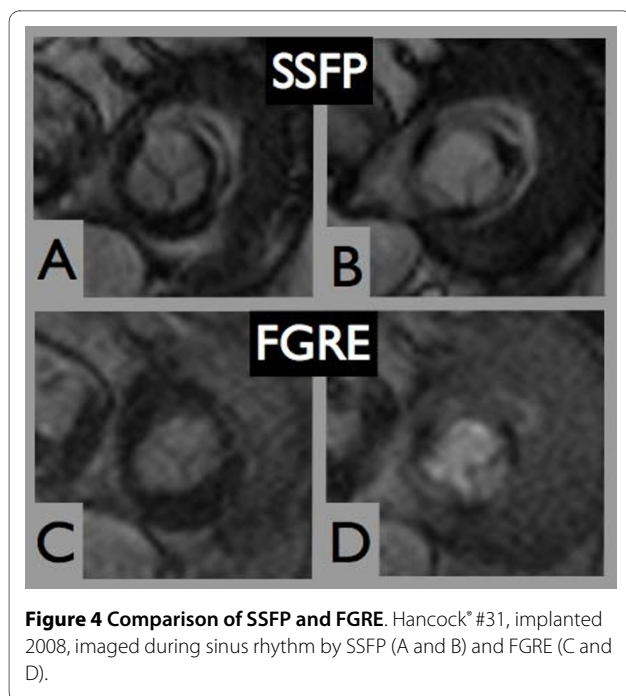 SSFP
A
B
FGRE
C
D
Figure 4 Comparison of SSFP and FGRE. Hancock® #31, implanted
2008, imaged during sinus rhythm by SSFP (A and B) and FGRE (C and
D).